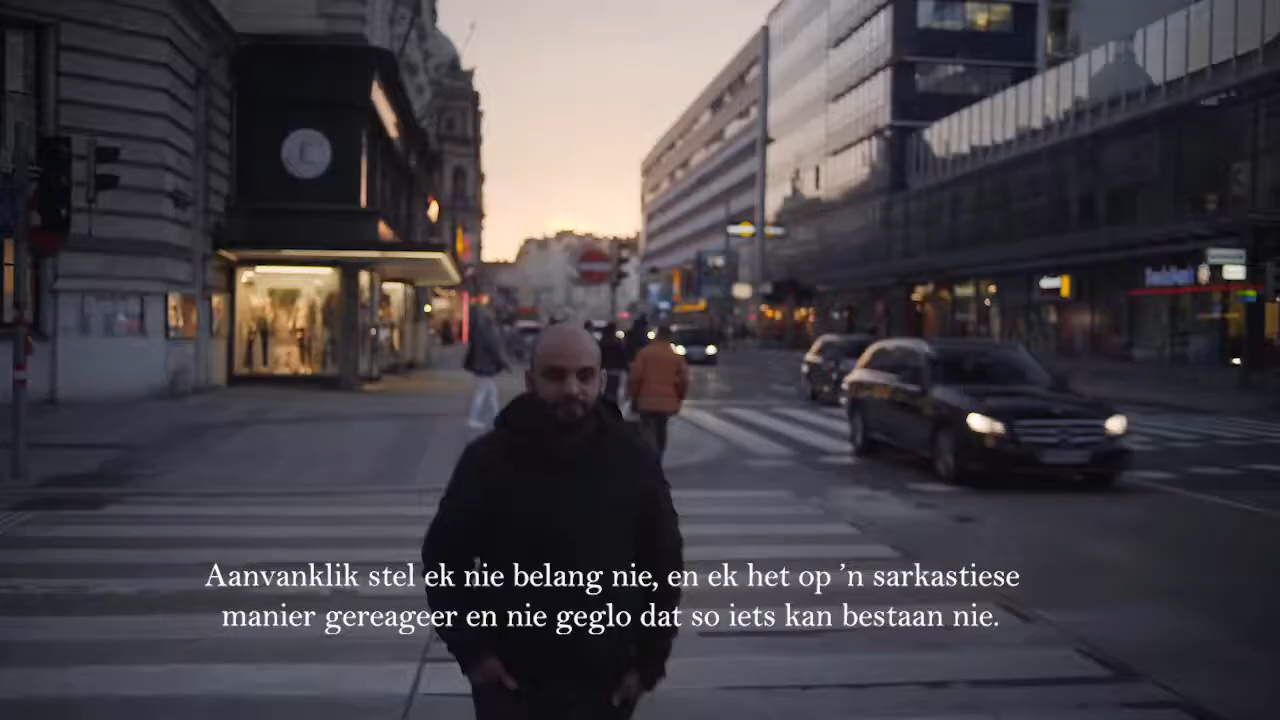 Aanvanklik stel ek nie belang nie, en ek het op ’n sarkastiese
manier gereageer en nie geglo dat so iets kan bestaan nie.